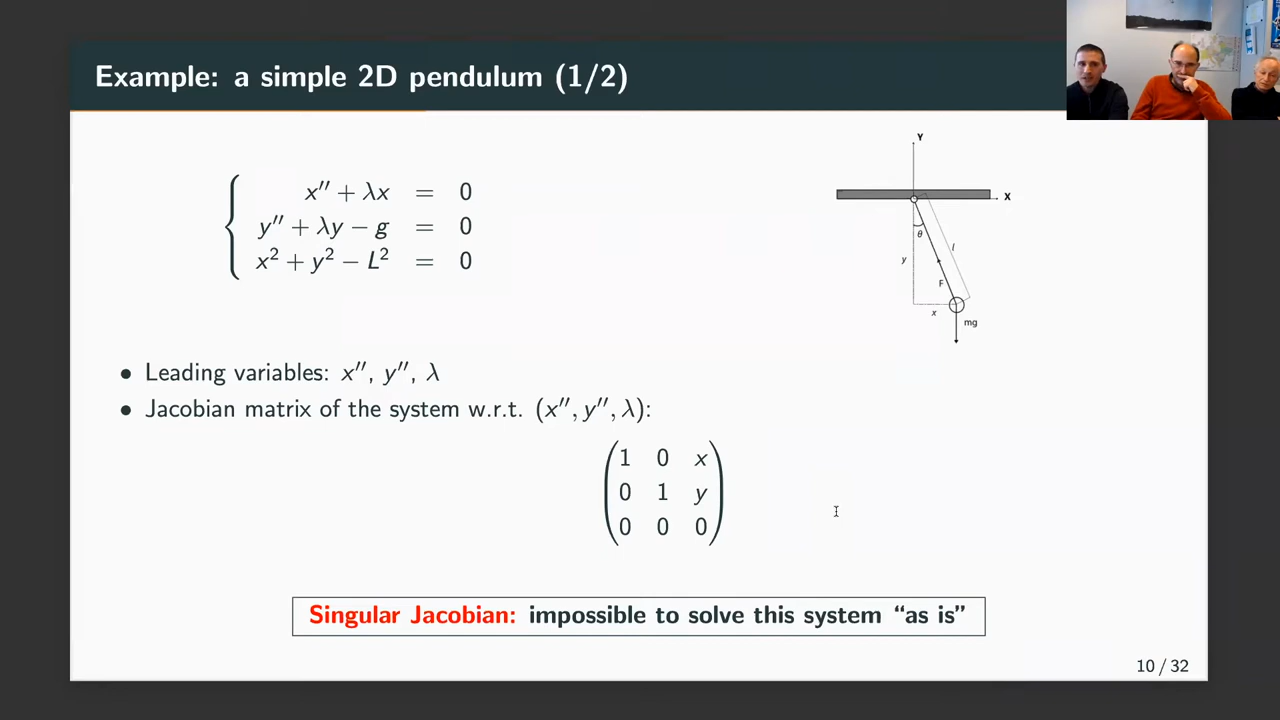 Example: a simple 2D pendulum (1/2)
x′′ + λx = 0
y′′ + λy − g = 0
x² + y² − L² = 0
Y
X
θ
l
y
F
x
mg
• Leading variables: x′′, y′′, λ
• Jacobian matrix of the system w.r.t. (x′′, y′′, λ):
1 0 x
0 1 y
0 0 0
Singular Jacobian: impossible to solve this system “as is”
10 / 32